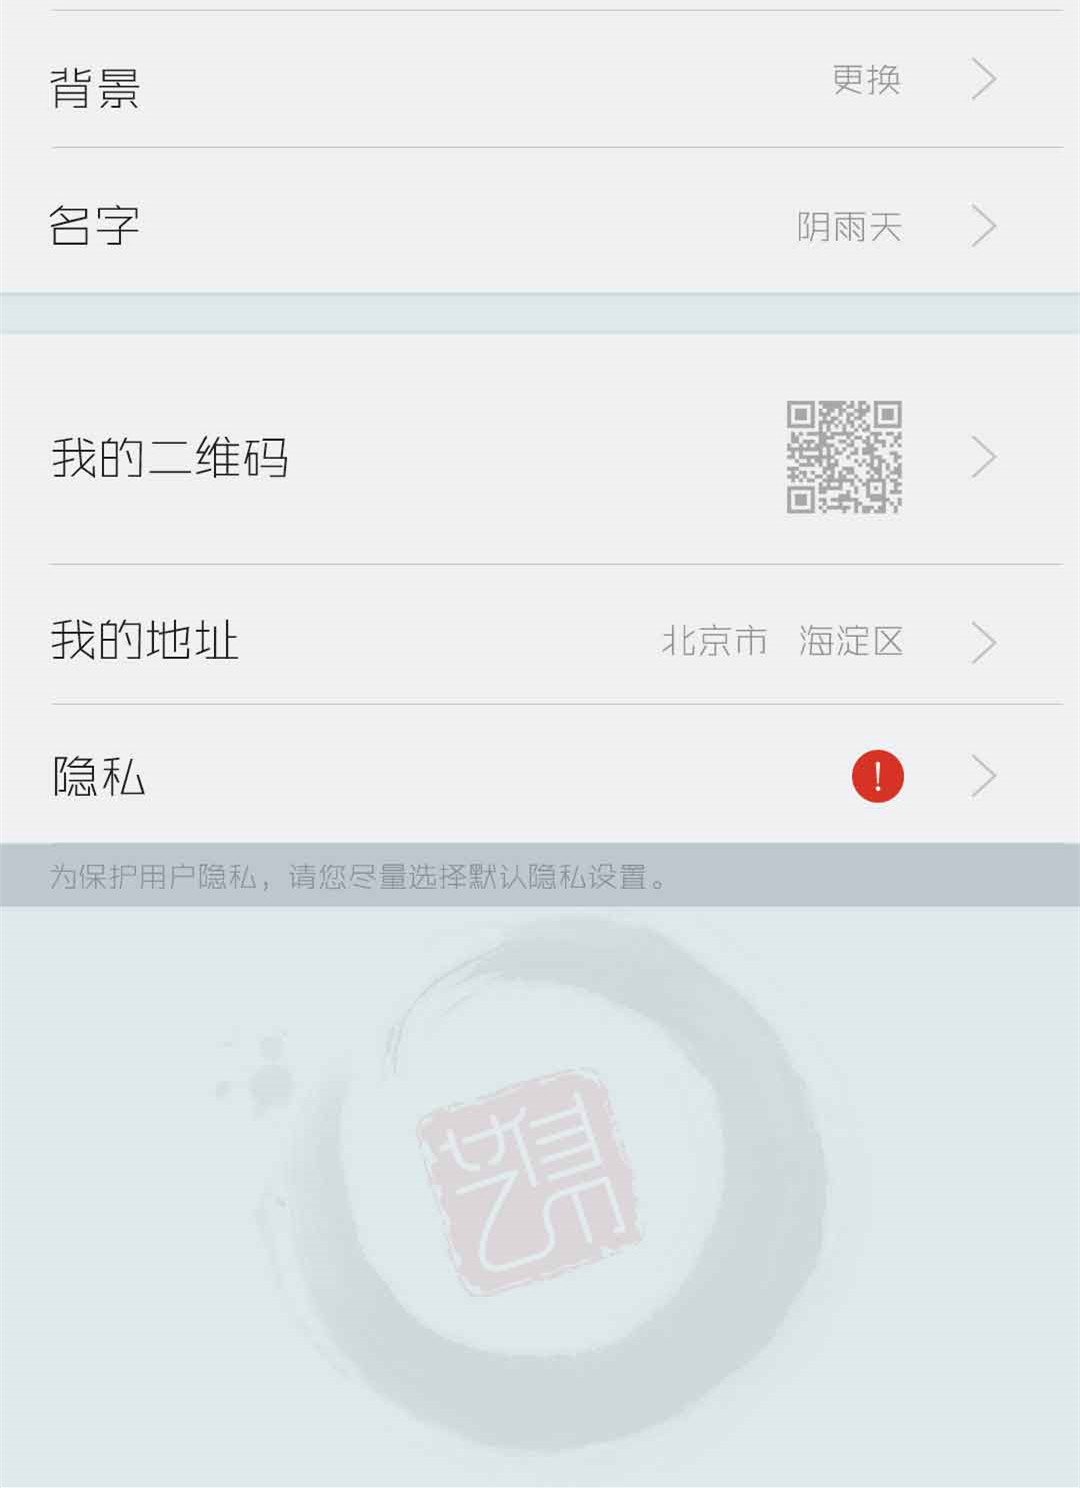 背景 更换
名字 阴雨天
我的二维码
我的地址 北京市 海淀区
隐私 !
为保护用户隐私，请您尽量选择默认隐私设置。